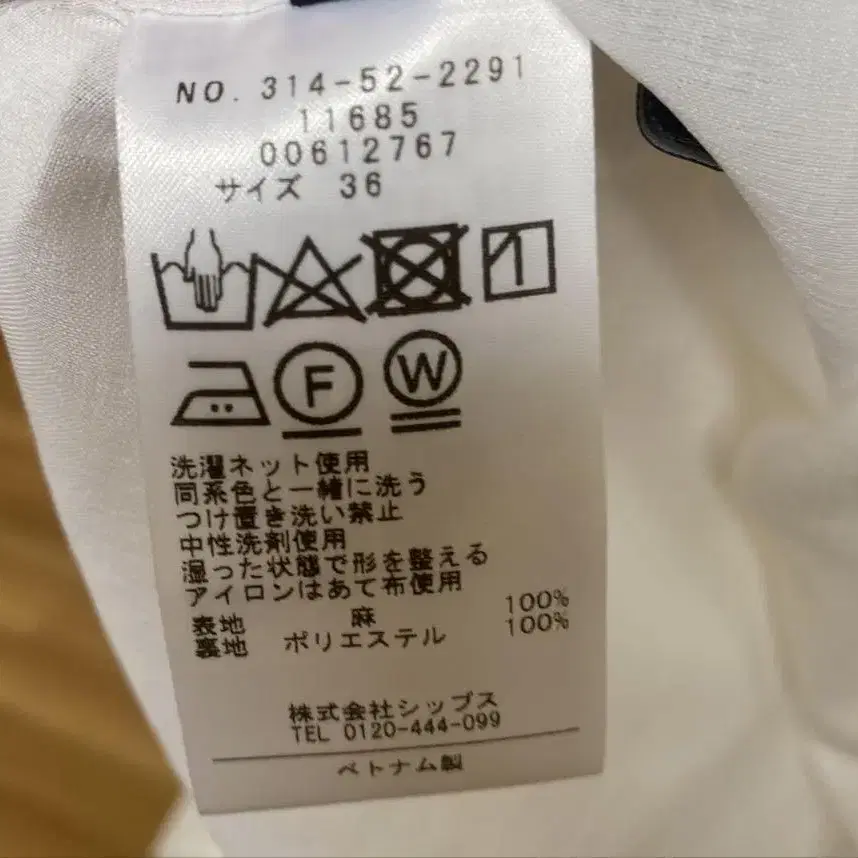 NO. 314-52-2291
11685
00612767
サイズ 36
F
W
洗濯ネット使用
同系色と一緒に洗う
つけ置き洗い禁止
中性洗剤使用
湿った状態で形を整える
アイロンはあて布使用
表地 麻 100%
裏地 ポリエステル 100%
株式会社シップス
TEL 0120-444-099
ベトナム製